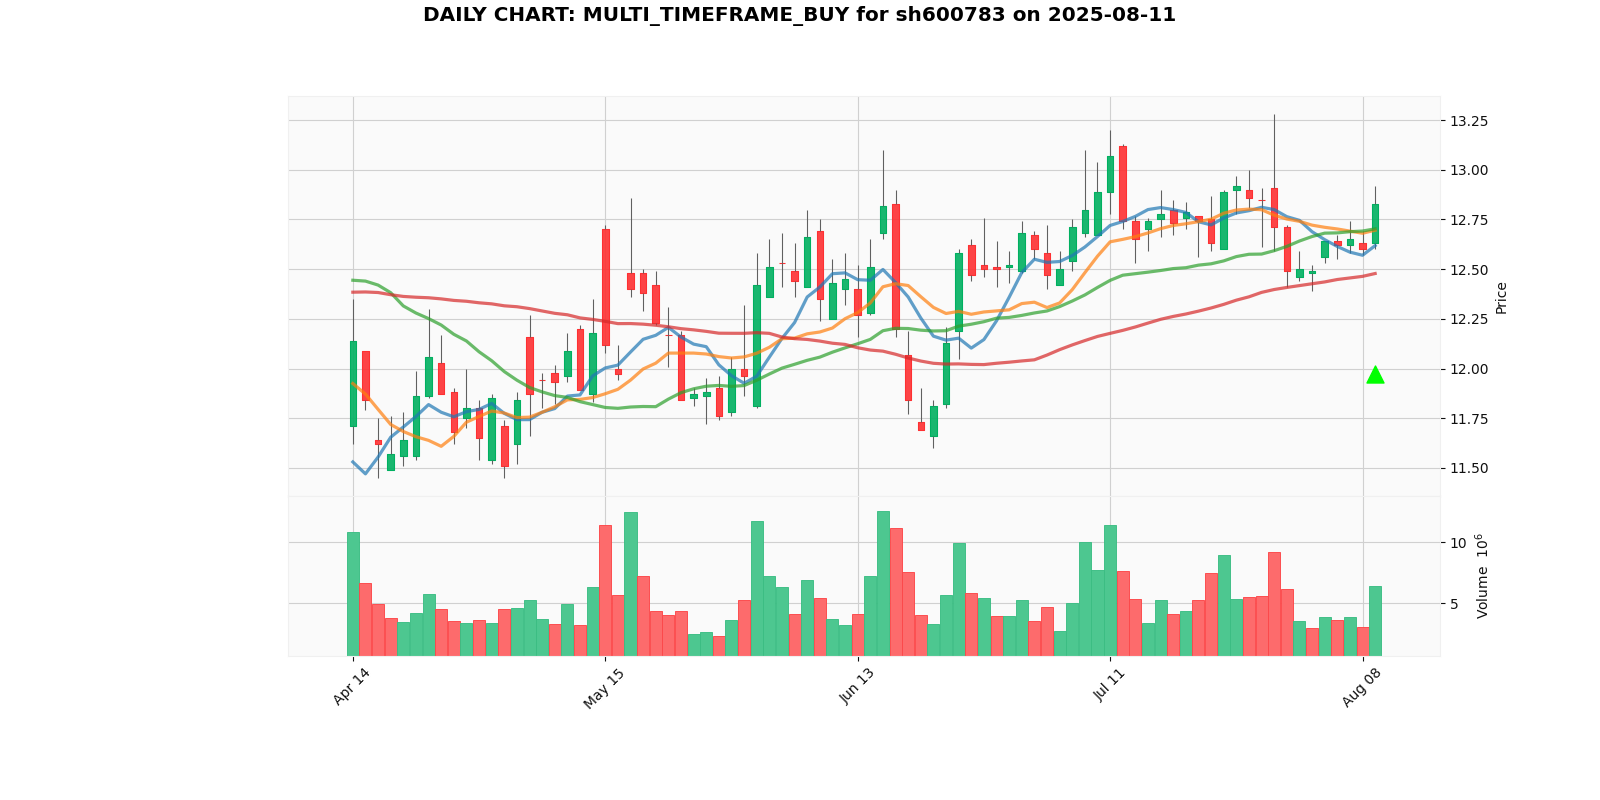 DAILY CHART: MULTI_TIMEFRAME_BUY for sh600783 on 2025-08-11
13.25
13.00
12.75
12.50
12.25
12.00
11.75
11.50
Price
10
5
Volume 10^6
Apr 14
May 15
Jun 13
Jul 11
Aug 08